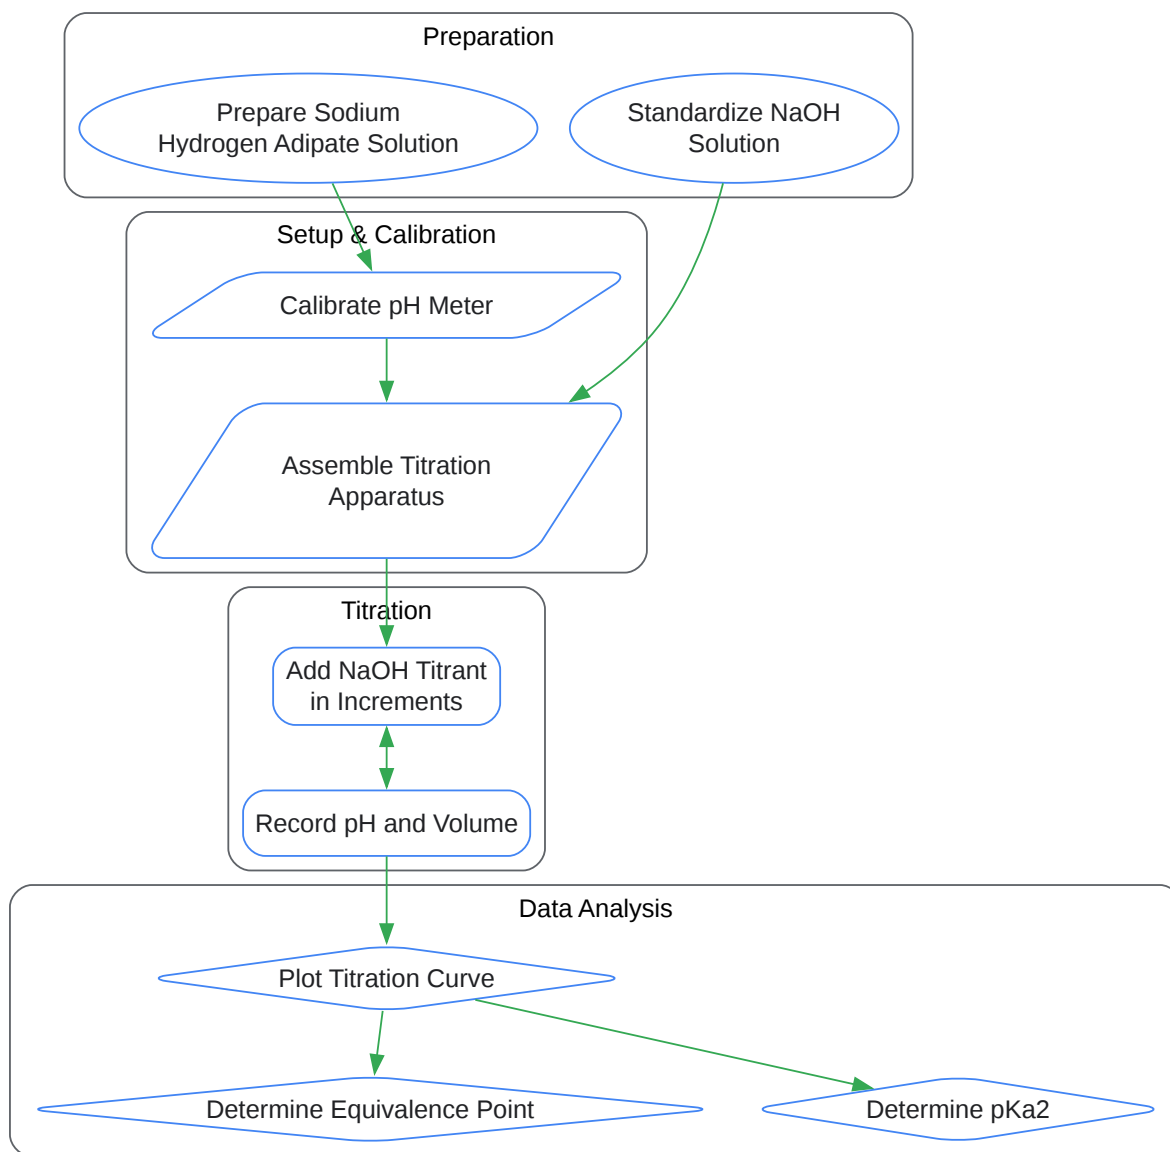 Preparation
Prepare Sodium
Hydrogen Adipate Solution
Standardize NaOH
Solution
Setup & Calibration
Calibrate pH Meter
Assemble Titration
Apparatus
Titration
Add NaOH Titrant
in Increments
Record pH and Volume
Data Analysis
Plot Titration Curve
Determine Equivalence Point
Determine pKa2